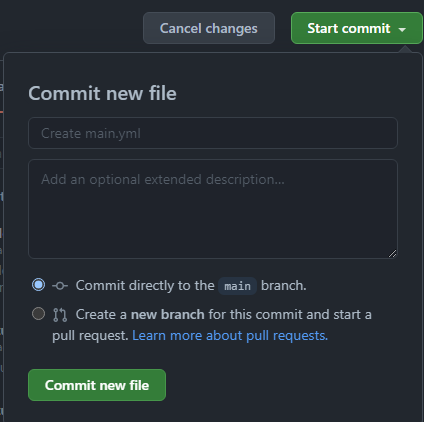 Cancel changes
Start commit
Commit new file
Create main.yml
Add an optional extended description...
Commit directly to the main branch.
Create a new branch for this commit and start a
pull request. Learn more about pull requests.
Commit new file